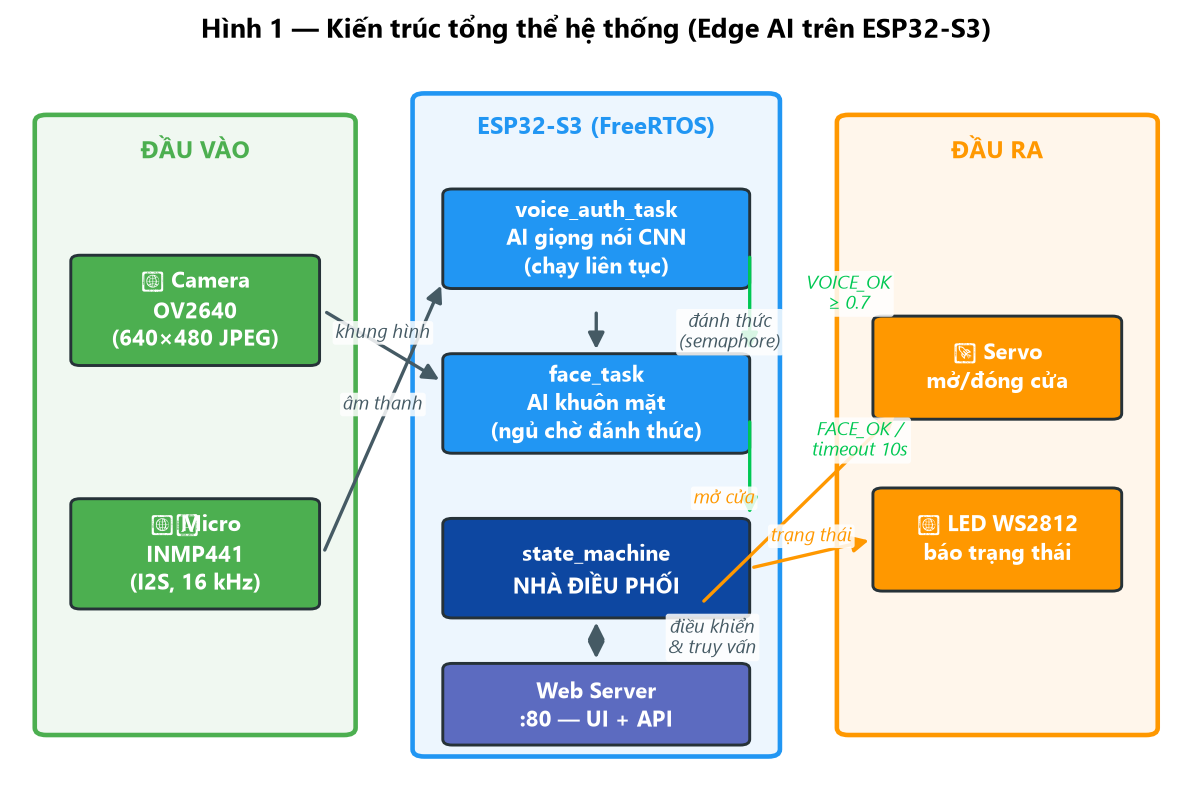 Hình 1 — Kiến trúc tổng thể hệ thống (Edge AI trên ESP32-S3)
ĐẦU VÀO
Camera
OV2640
(640×480 JPEG)
Micro
INMP441
(I2S, 16 kHz)
khung hình
âm thanh
ESP32-S3 (FreeRTOS)
voice_auth_task
AI giọng nói CNN
(chạy liên tục)
đánh thức
(semaphore)
face_task
AI khuôn mặt
(ngủ chờ đánh thức)
mở cửa
state_machine
NHÀ ĐIỀU PHỐI
điều khiển
& truy vấn
Web Server
:80 — UI + API
VOICE_OK
≥ 0.7
FACE_OK /
timeout 10s
trạng thái
ĐẦU RA
Servo
mở/đóng cửa
LED WS2812
báo trạng thái